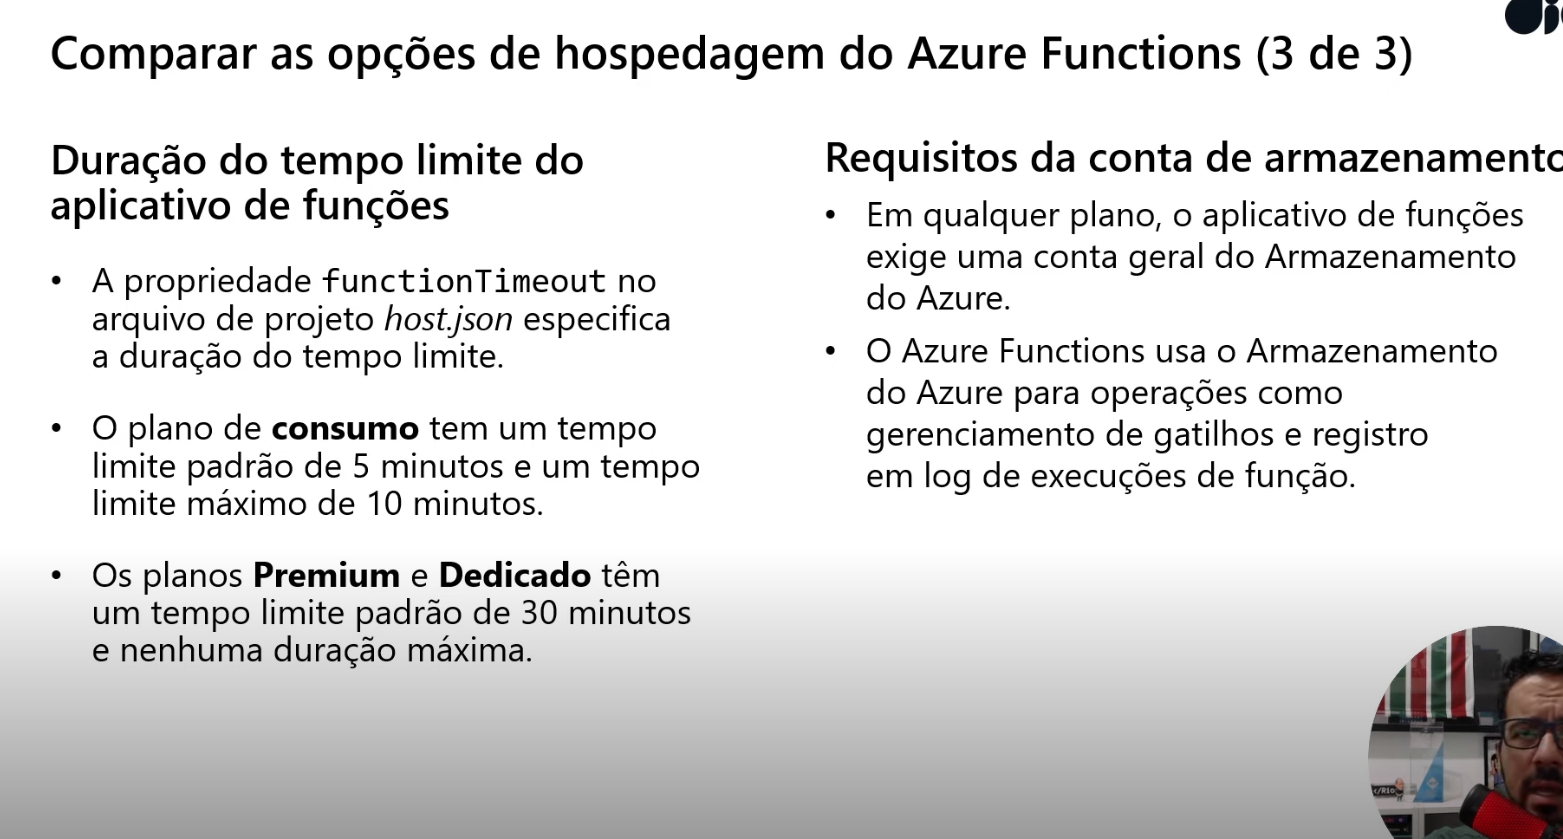 Comparar as opções de hospedagem do Azure Functions (3 de 3)
Duração do tempo limite do
aplicativo de funções
• A propriedade functionTimeout no
arquivo de projeto host.json especifica
a duração do tempo limite.
• O plano de consumo tem um tempo
limite padrão de 5 minutos e um tempo
limite máximo de 10 minutos.
• Os planos Premium e Dedicado têm
um tempo limite padrão de 30 minutos
e nenhuma duração máxima.
Requisitos da conta de armazenamento
• Em qualquer plano, o aplicativo de funções
exige uma conta geral do Armazenamento
do Azure.
• O Azure Functions usa o Armazenamento
do Azure para operações como
gerenciamento de gatilhos e registro
em log de execuções de função.